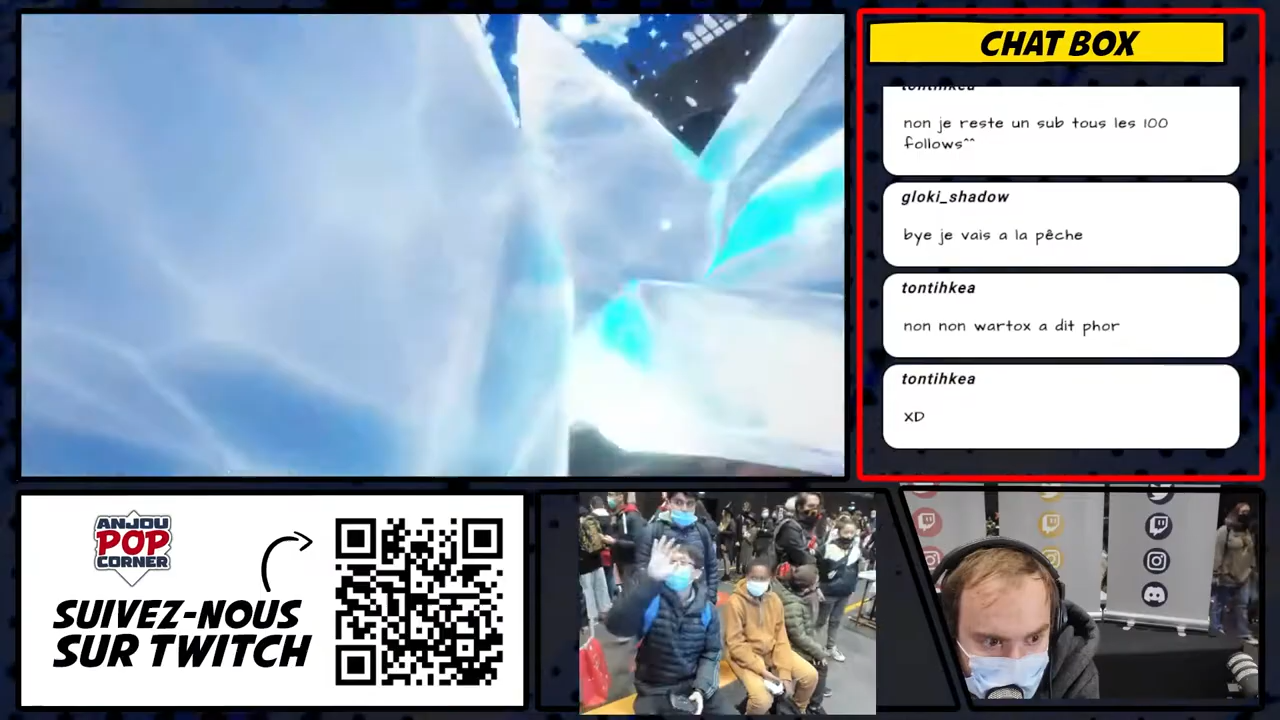 CHAT BOX
tontihkea
non je reste un sub tous les 100
follows^^
gloki_shadow
bye je vais a la pêche
tontihkea
non non wartox a dit phor
tontihkea
XD
ANJOU
POP
CORNER
SUIVEZ-NOUS
SUR TWITCH